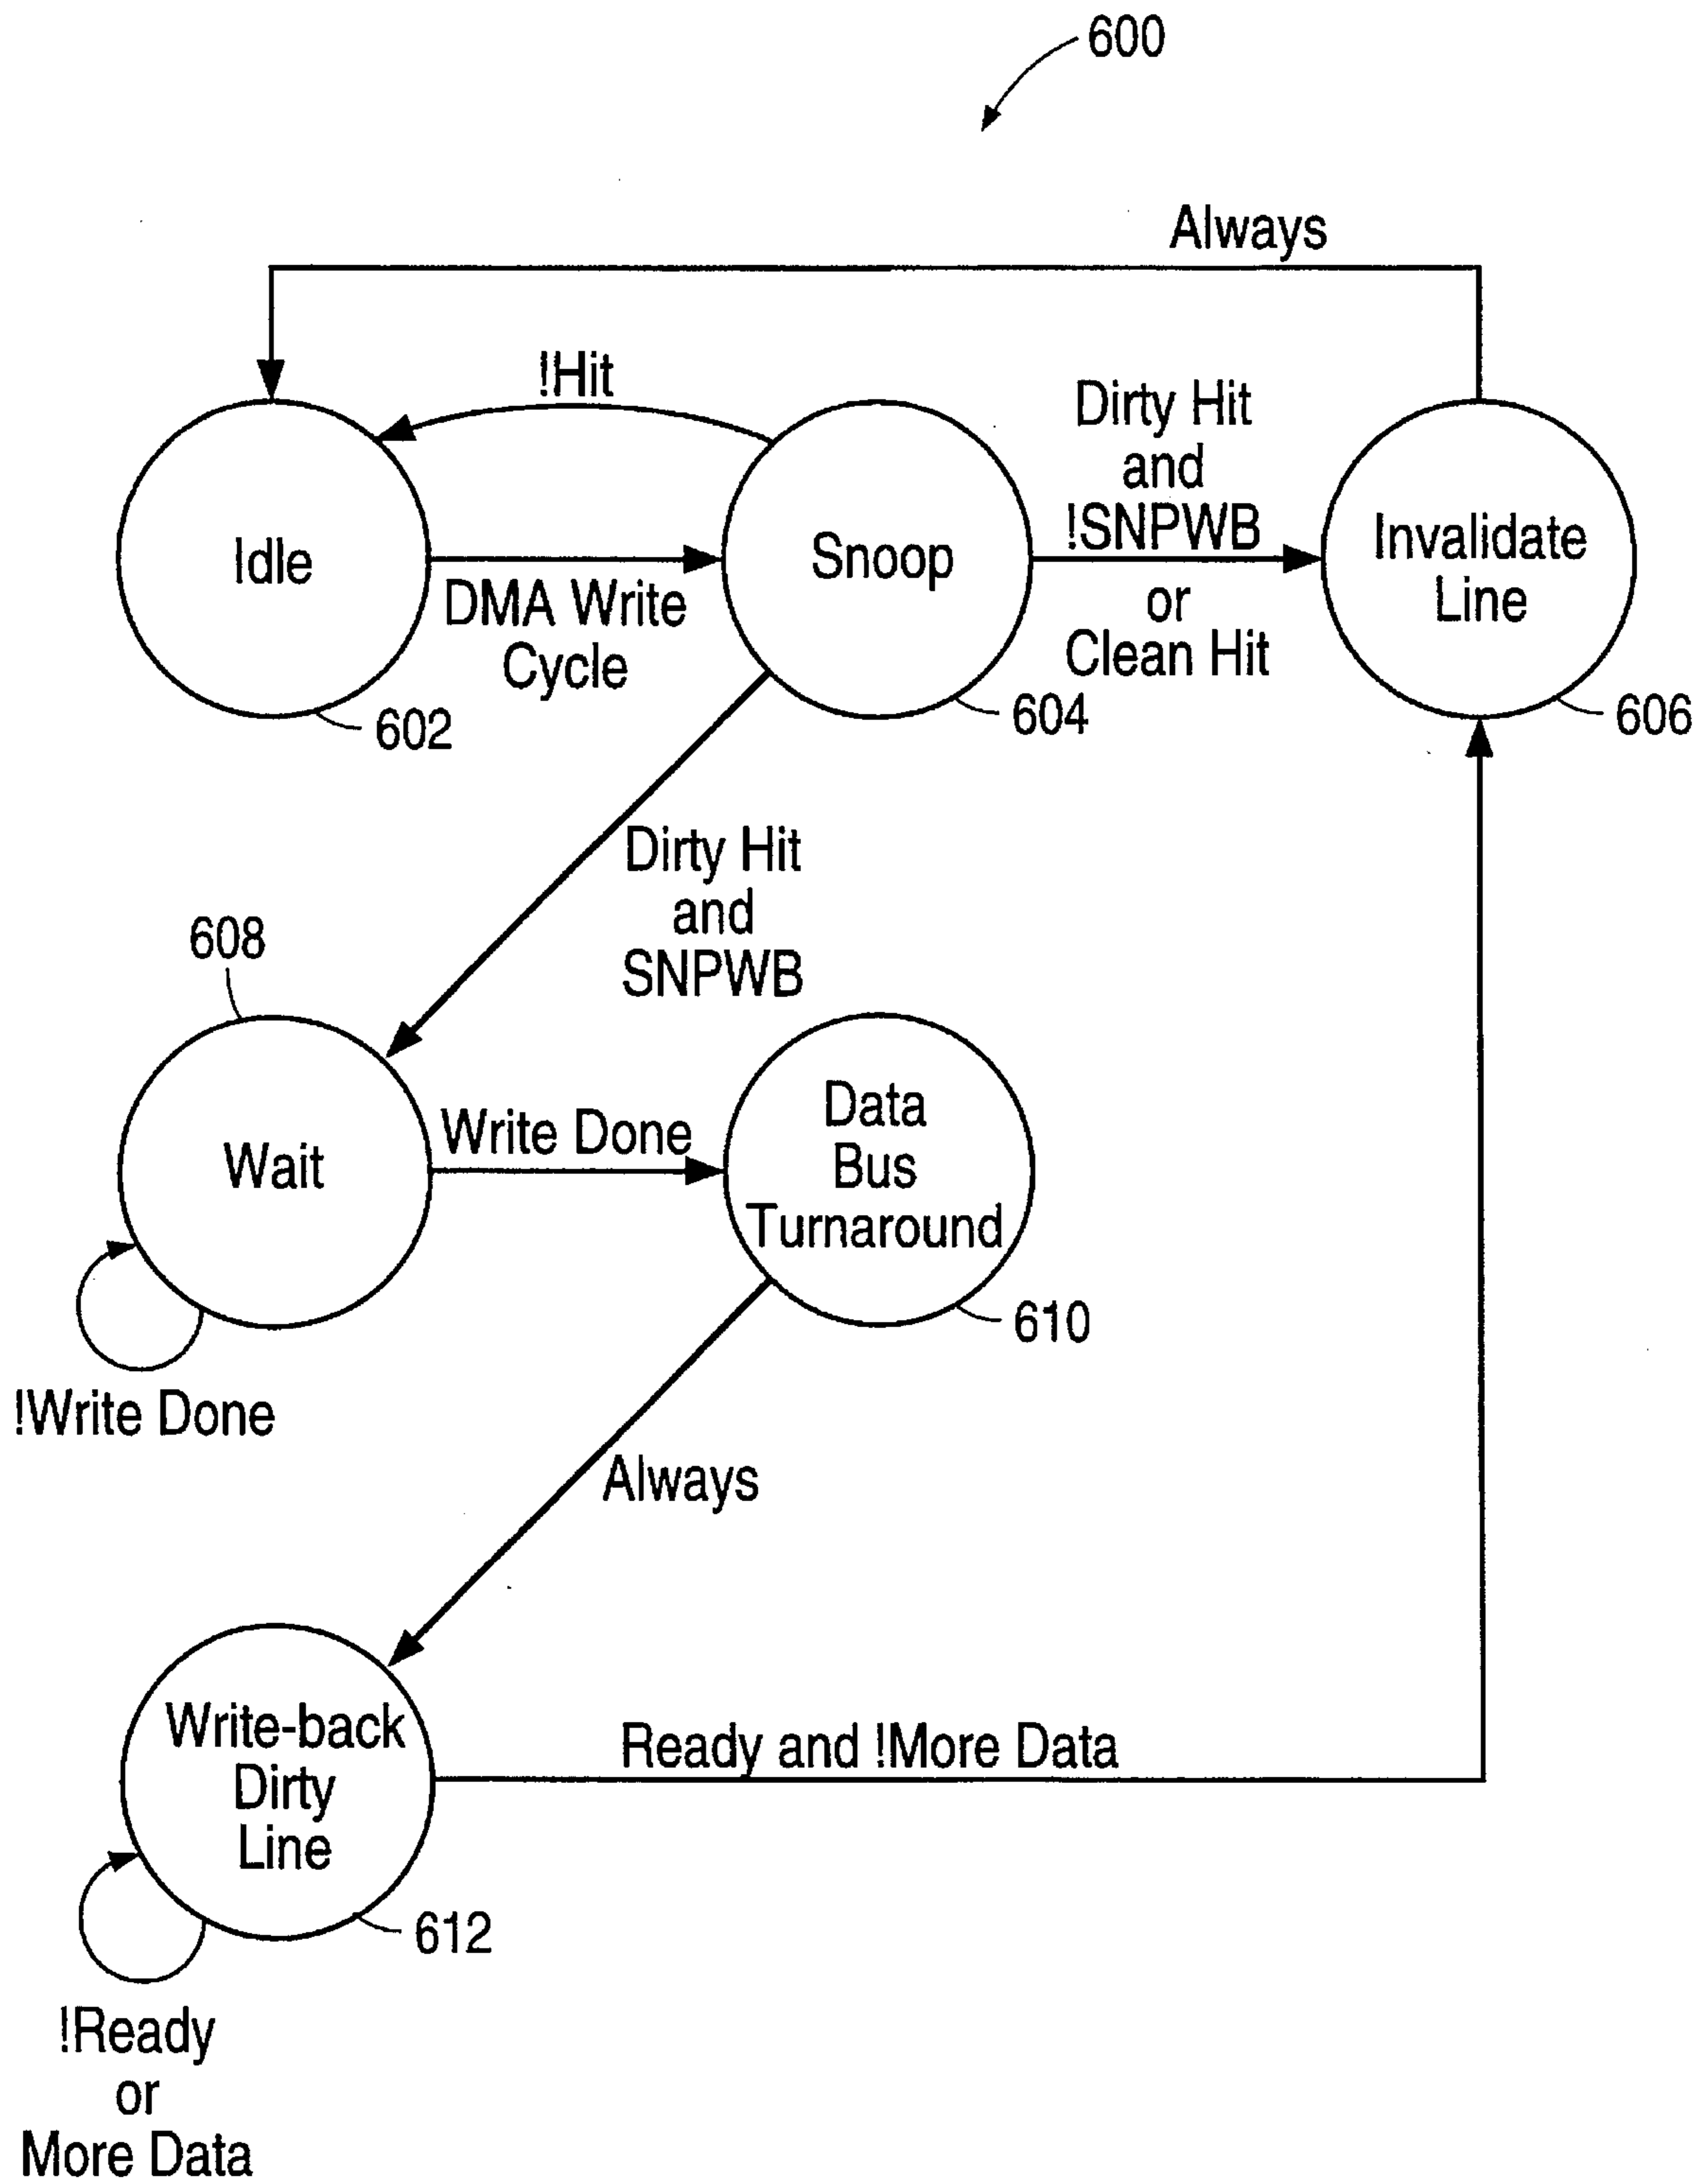 600
Always
!Hit
Dirty Hit
and
!SNPWB
or
Clean Hit
Idle
DMA Write
Cycle
Snoop
Invalidate
Line
602
604
606
Dirty Hit
and
SNPWB
608
Wait
Write Done
Data
Bus
Turnaround
610
!Write Done
Always
Write-back
Dirty
Line
Ready and !More Data
612
!Ready
or
More Data